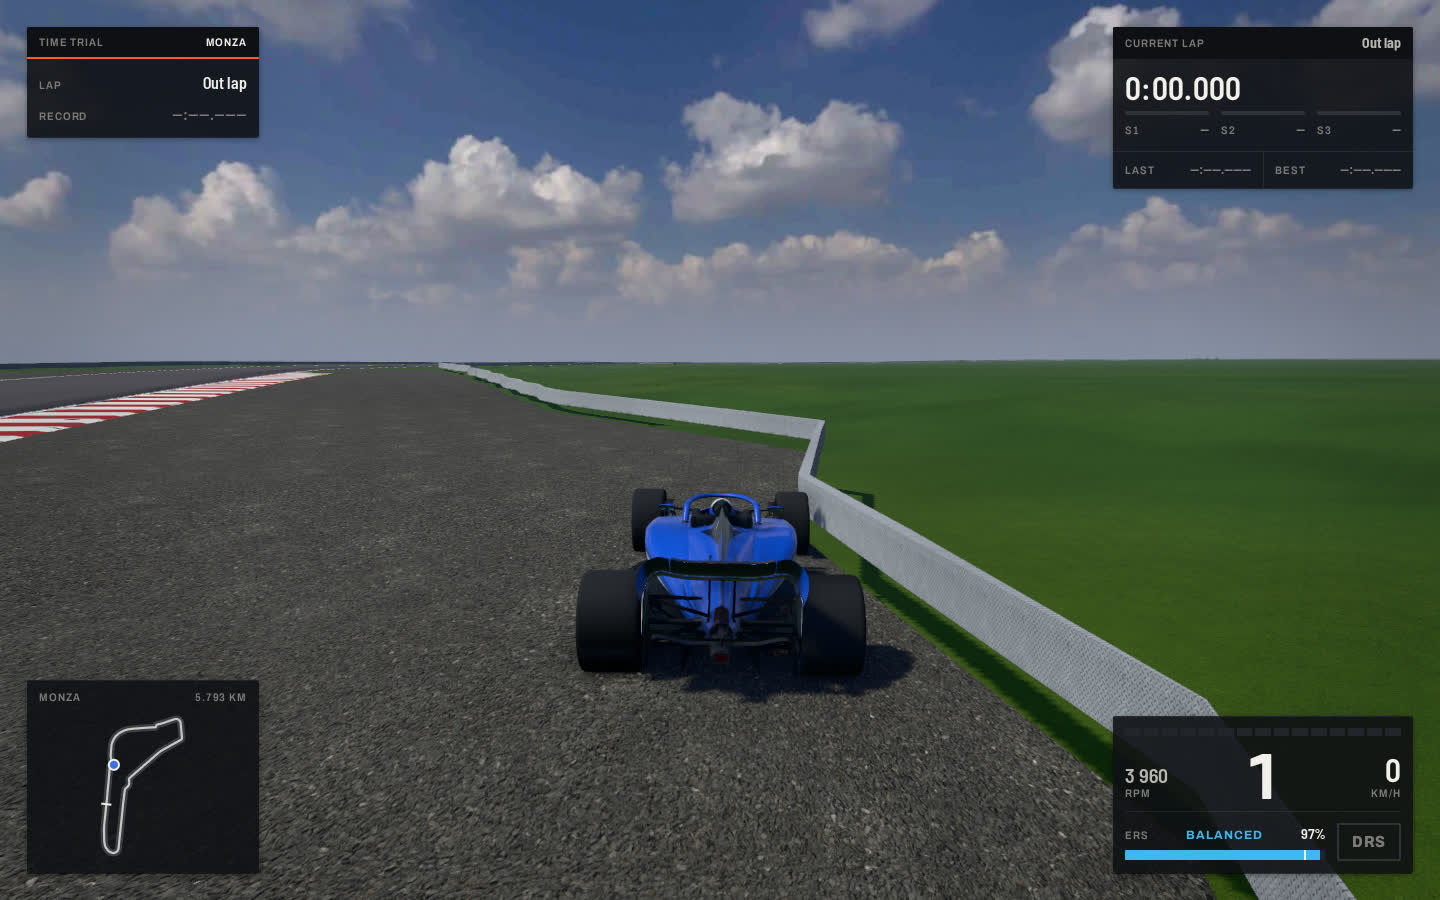 TIME TRIAL MONZA
LAP Out lap
RECORD –:––.–––
CURRENT LAP Out lap
0:00.000
S1 – S2 – S3 –
LAST –:––.––– BEST –:––.–––
MONZA 5.793 KM
3 960 1 0
RPM KM/H
ERS BALANCED 97% DRS